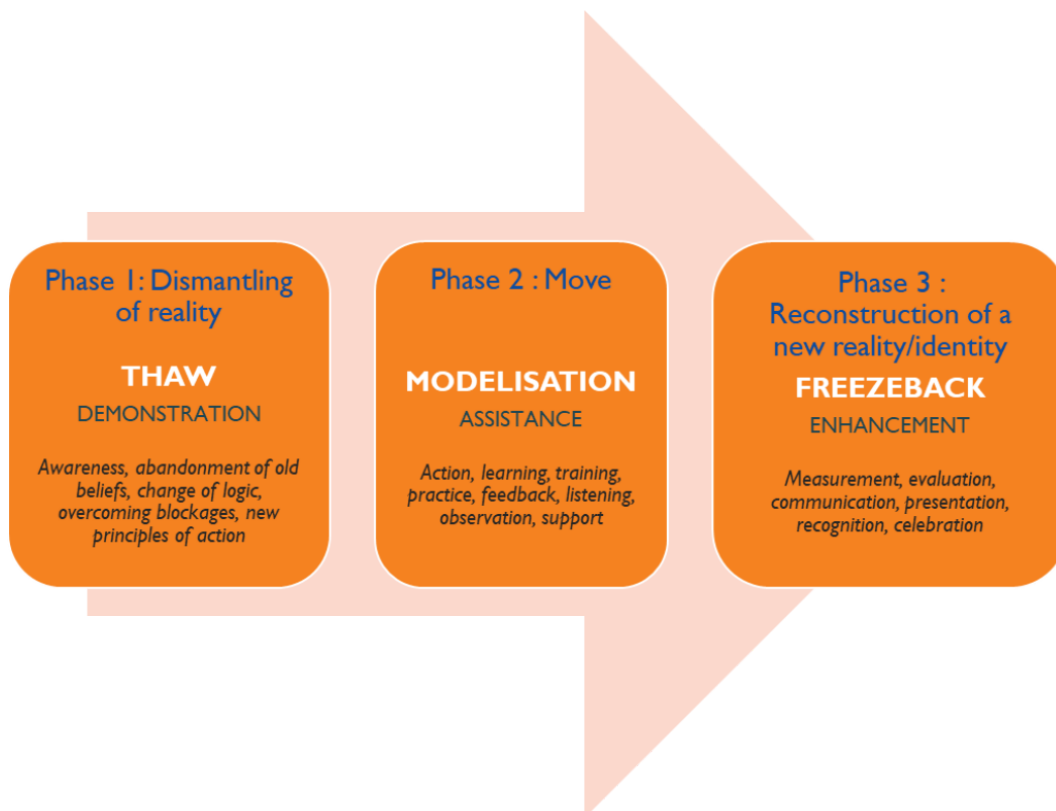 Phase 1: Dismantling
of reality
THAW
DEMONSTRATION
Awareness, abandonment of old
beliefs, change of logic,
overcoming blockages, new
principles of action
Phase 2 : Move
MODELISATION
ASSISTANCE
Action, learning, training,
practice, feedback, listening,
observation, support
Phase 3 :
Reconstruction of a
new reality/identity
FREEZEBACK
ENHANCEMENT
Measurement, evaluation,
communication, presentation,
recognition, celebration